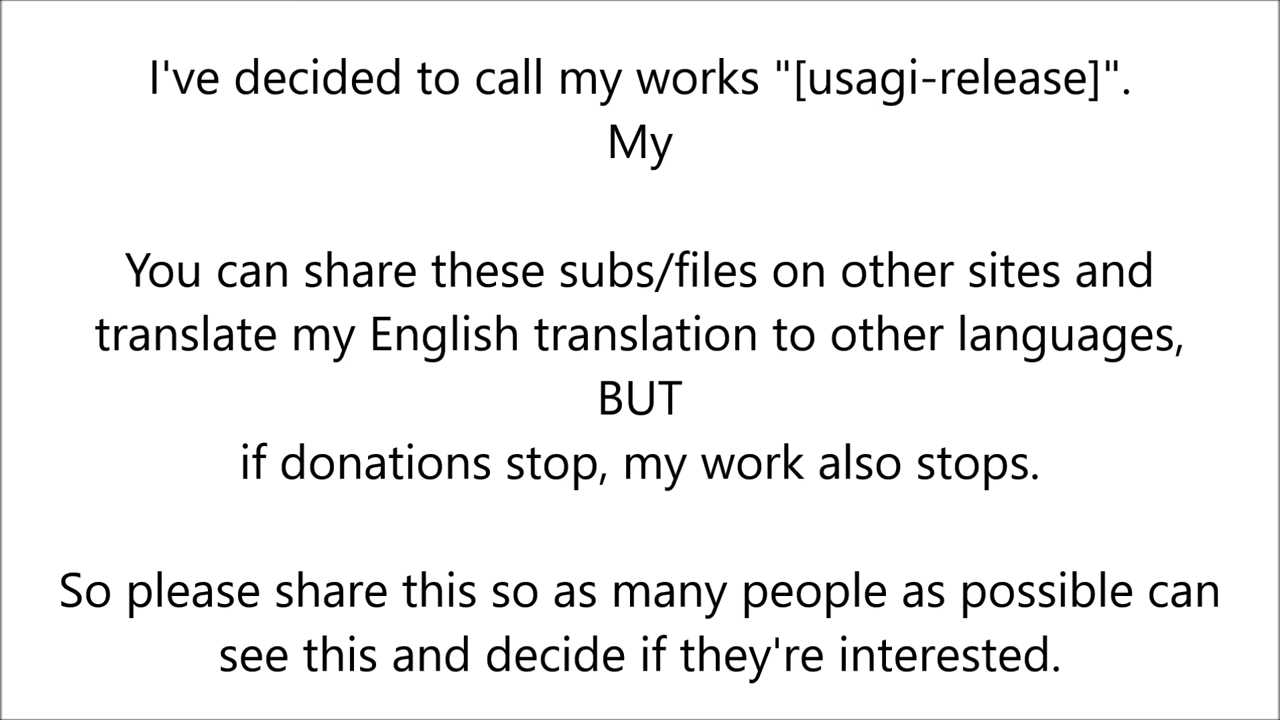 I've decided to call my works "[usagi-release]".
My
You can share these subs/files on other sites and
translate my English translation to other languages,
BUT
if donations stop, my work also stops.
So please share this so as many people as possible can
see this and decide if they're interested.